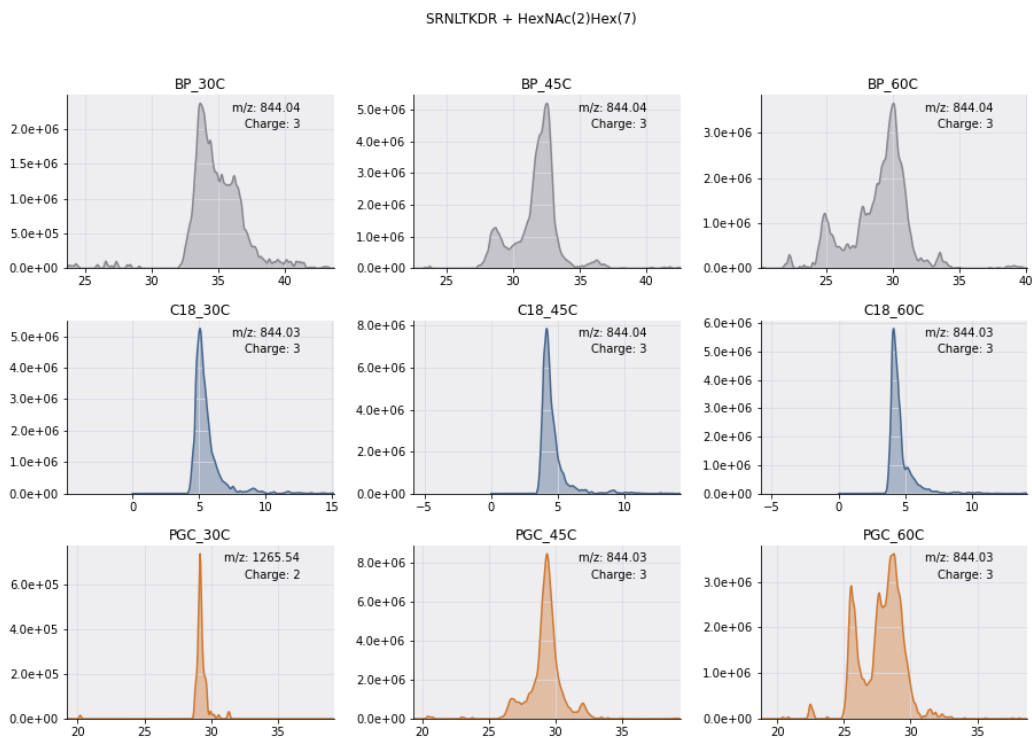 SRNLTKDR + HexNAc(2)Hex(7)
BP_30C
m/z: 844.04
Charge: 3
2.0e+06
1.5e+06
1.0e+06
5.0e+05
0.0e+00
25 30 35 40
BP_45C
m/z: 844.04
Charge: 3
5.0e+06
4.0e+06
3.0e+06
2.0e+06
1.0e+06
0.0e+00
25 30 35 40
BP_60C
m/z: 844.04
Charge: 3
3.0e+06
2.0e+06
1.0e+06
0.0e+00
20 25 30 35 40
C18_30C
m/z: 844.03
Charge: 3
5.0e+06
4.0e+06
3.0e+06
2.0e+06
1.0e+06
0.0e+00
0 5 10 15
C18_45C
m/z: 844.04
Charge: 3
8.0e+06
6.0e+06
4.0e+06
2.0e+06
0.0e+00
−5 0 5 10
C18_60C
m/z: 844.03
Charge: 3
6.0e+06
5.0e+06
4.0e+06
3.0e+06
2.0e+06
1.0e+06
0.0e+00
−5 0 5 10
PGC_30C
m/z: 1265.54
Charge: 2
6.0e+05
4.0e+05
2.0e+05
0.0e+00
20 25 30 35
PGC_45C
m/z: 844.03
Charge: 3
8.0e+06
6.0e+06
4.0e+06
2.0e+06
0.0e+00
20 25 30 35
PGC_60C
m/z: 844.03
Charge: 3
3.0e+06
2.0e+06
1.0e+06
0.0e+00
20 25 30 35